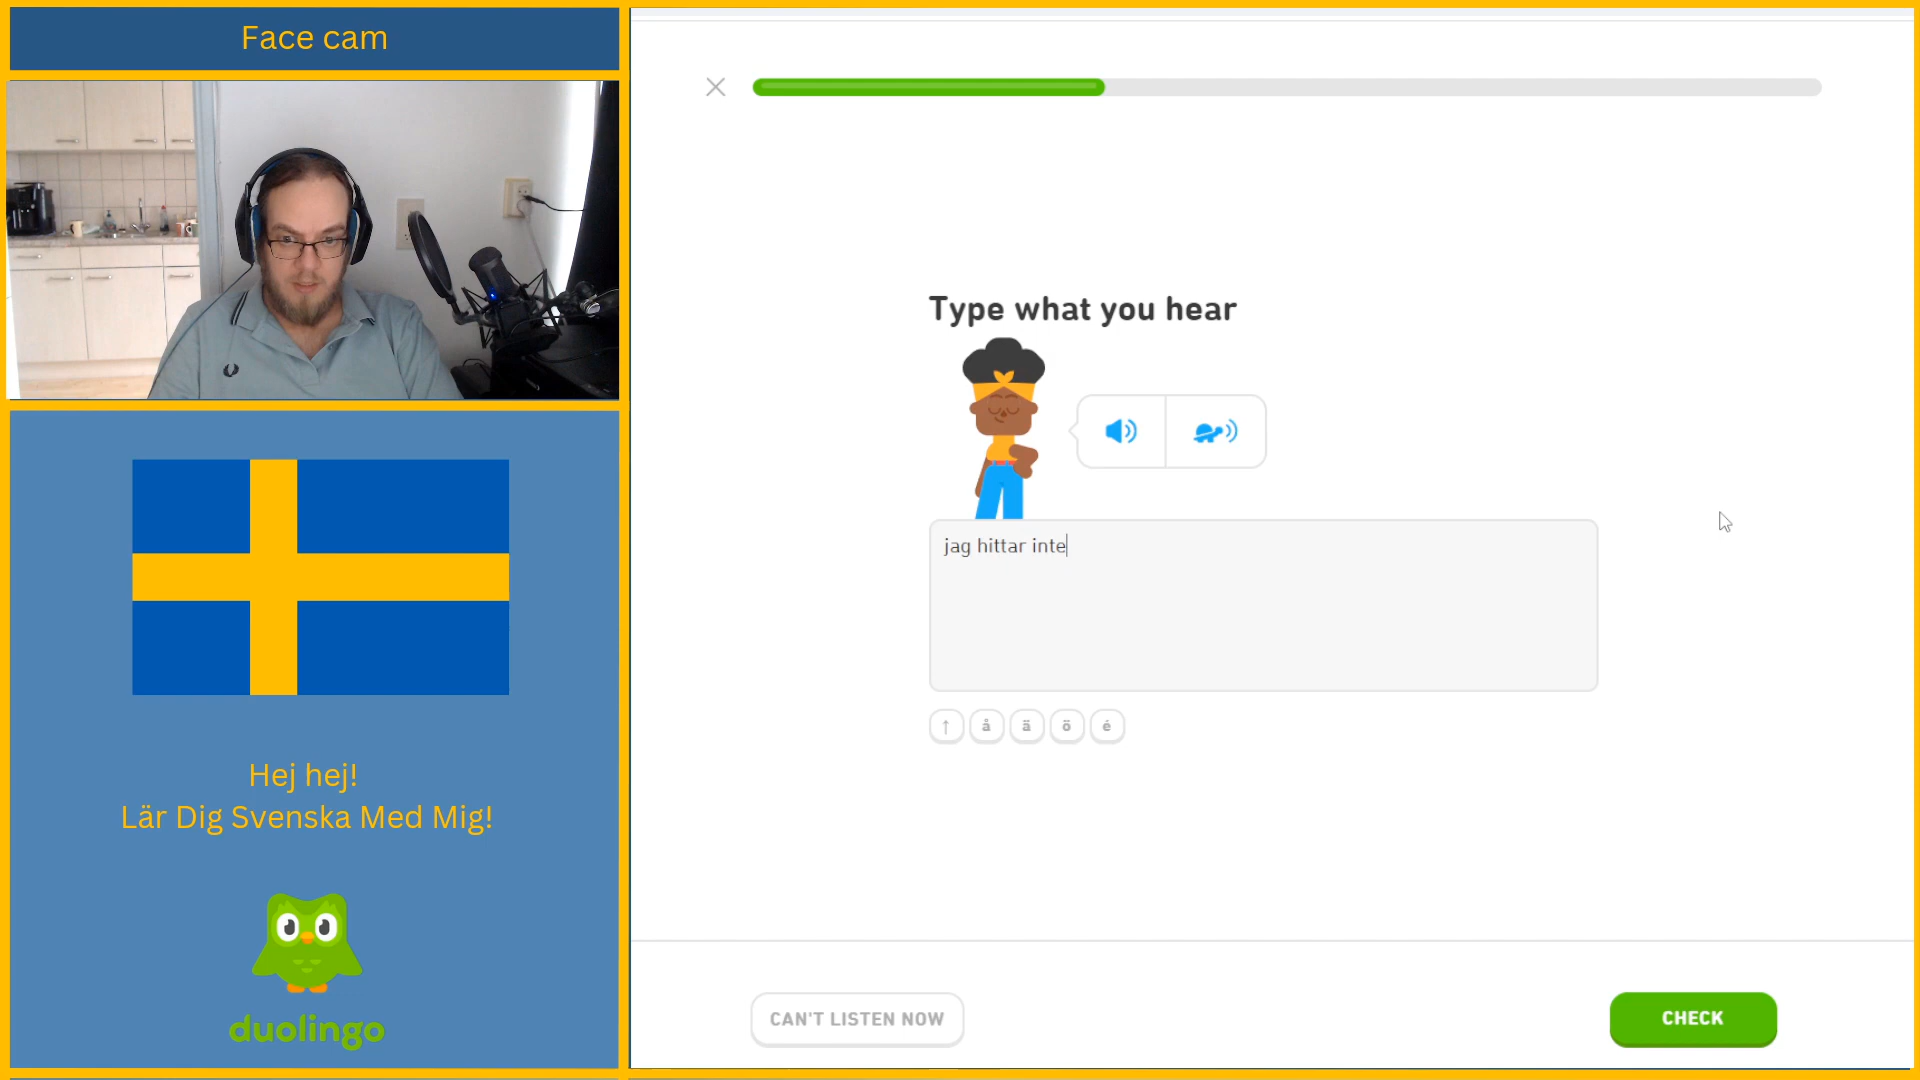 Face cam
Type what you hear
jag hittar inte
↑ å ä ö é
Hej hej!
Lär Dig Svenska Med Mig!
duolingo
CAN'T LISTEN NOW
CHECK